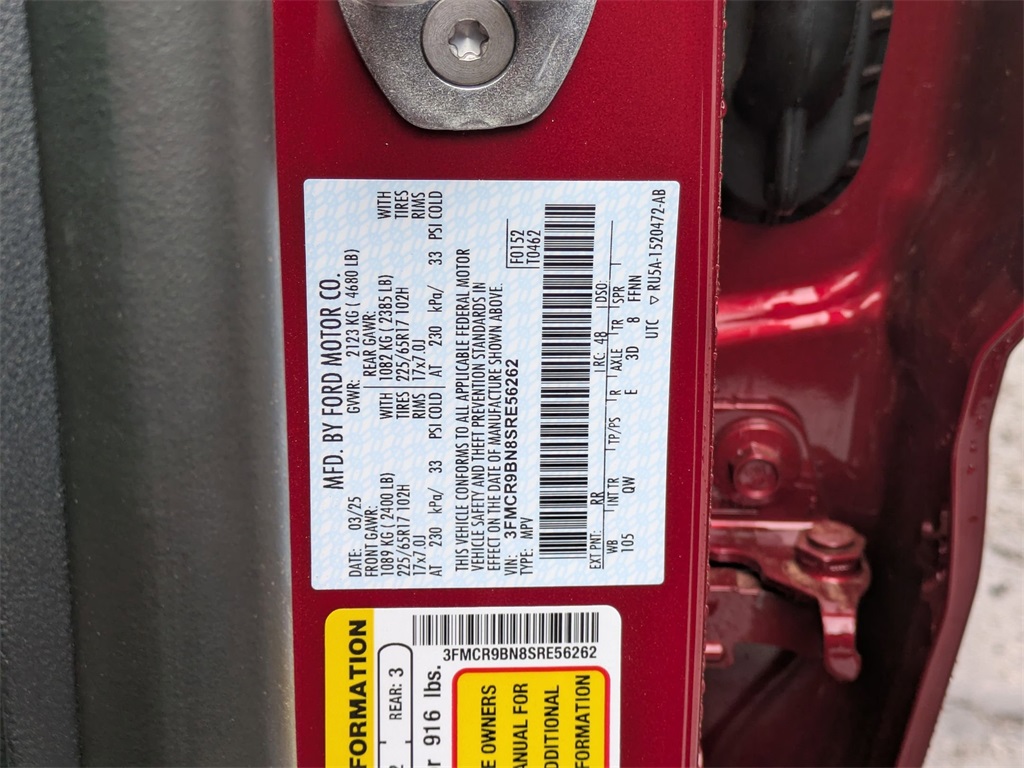 MFD. BY FORD MOTOR CO.
DATE: 03/25 GVWR: 2123 KG ( 4680 LB)
FRONT GAWR: REAR GAWR:
1089 KG ( 2400 LB) WITH 1082 KG ( 2385 LB) WITH
225/65R17 102H TIRES 225/65R17 102H TIRES
17x7.0J RIMS 17x7.0J RIMS
AT 230 kPa/ 33 PSI COLD AT 230 kPa/ 33 PSI COLD
THIS VEHICLE CONFORMS TO ALL APPLICABLE FEDERAL MOTOR
VEHICLE SAFETY AND THEFT PREVENTION STANDARDS IN
EFFECT ON THE DATE OF MANUFACTURE SHOWN ABOVE.
VIN: 3FMCR9BN8SRE56262
TYPE: MPV
F0152
T0462
EXT PNT: RR RC: 48 DSO:
WB INT TR TP/PS R AXLE TR SPR
105 QW E 3D 8 FFNN
UTC ▽ RU5A-1520472-AB
3FMCR9BN8SRE56262
FORMATION
REAR: 3
916 lbs.
OWNERS
ANUAL FOR
DDITIONAL
FORMATION